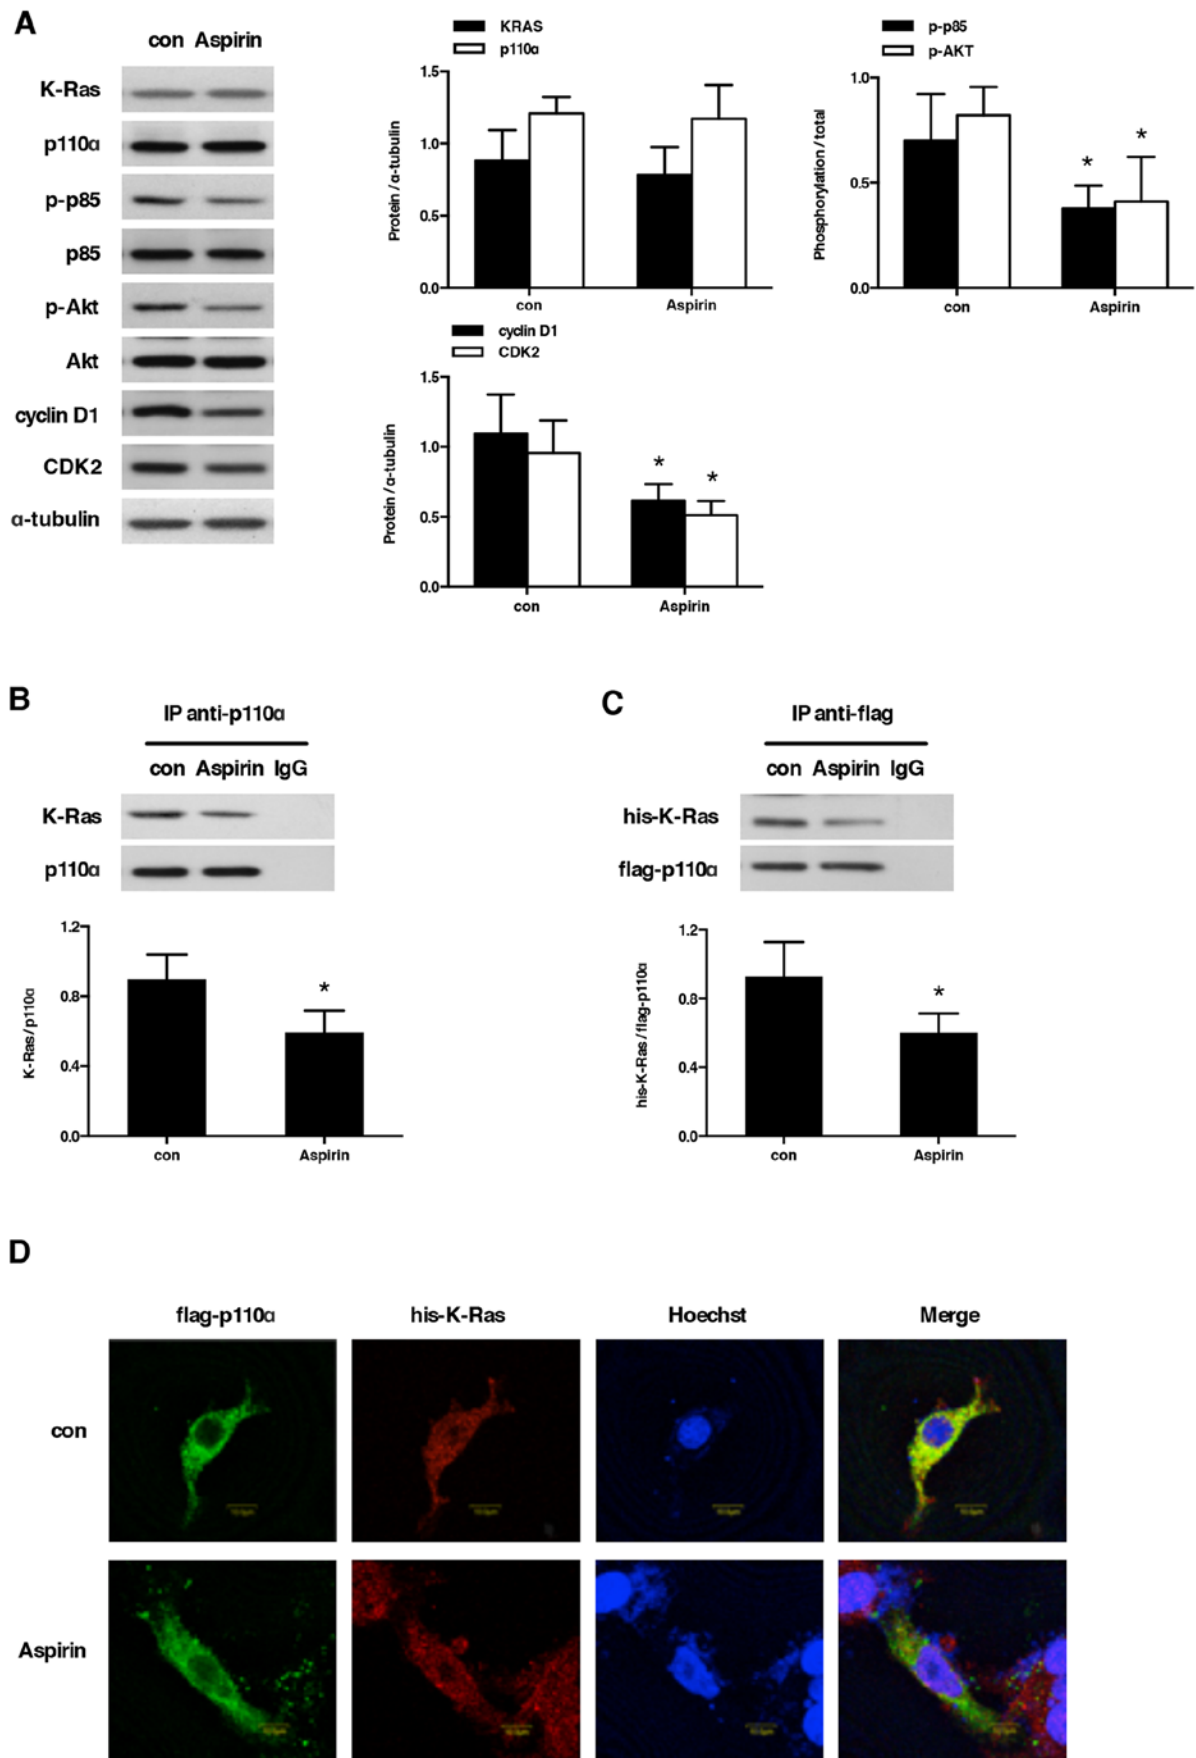 A
con Aspirin
K-Ras
p110α
p-p85
p85
p-Akt
Akt
cyclin D1
CDK2
α-tubulin
KRAS
p110α
Protein / α-tubulin
1.5
1.0
0.5
0.0
con Aspirin
p-p85
p-AKT
Phosphorylation / total
1.0
0.5
0.0
* *
con Aspirin
cyclin D1
CDK2
Protein / α-tubulin
1.5
1.0
0.5
0.0
* *
con Aspirin
B
IP anti-p110α
con Aspirin IgG
K-Ras
p110α
K-Ras/p110α
1.2
0.8
0.4
0.0
*
con Aspirin
C
IP anti-flag
con Aspirin IgG
his-K-Ras
flag-p110α
his-K-Ras / flag-p110α
1.2
0.8
0.4
0.0
*
con Aspirin
D
flag-p110α his-K-Ras Hoechst Merge
con
Aspirin